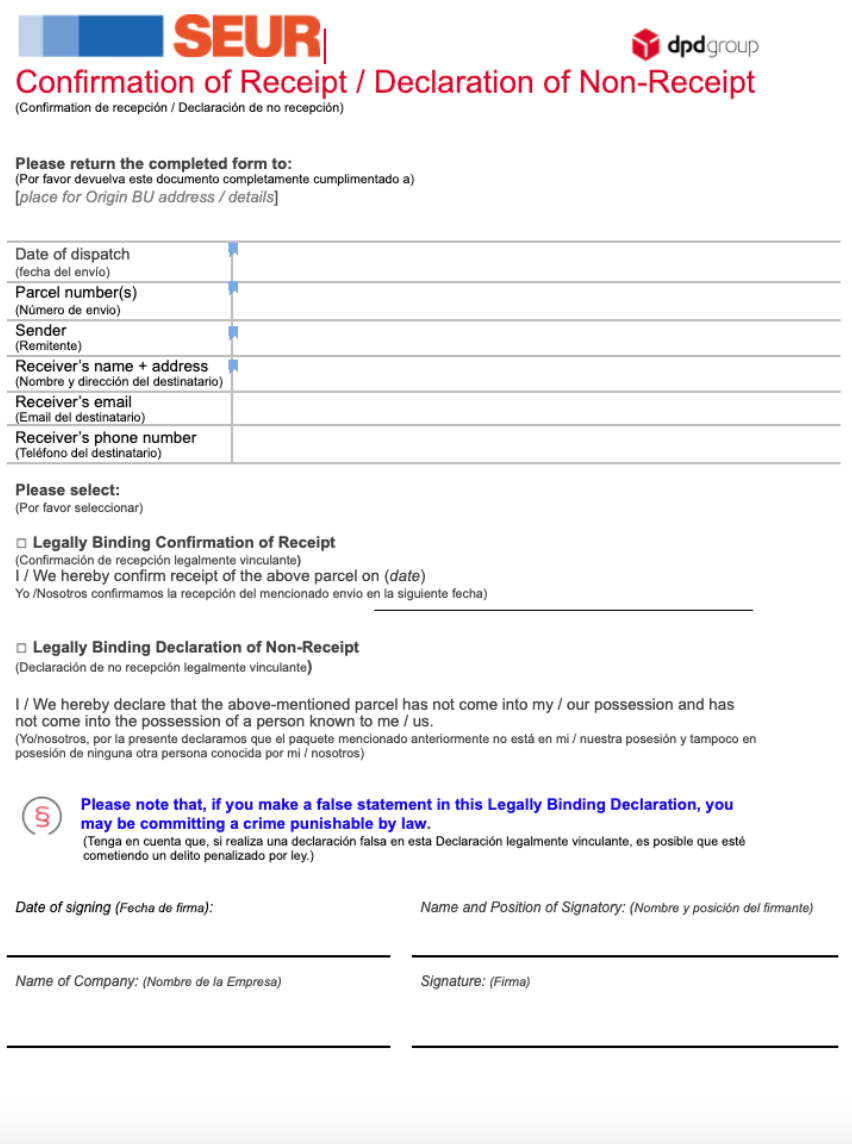 SEUR
dpdgroup
Confirmation of Receipt / Declaration of Non-Receipt
(Confirmation de recepción / Declaración de no recepción)
Please return the completed form to:
(Por favor devuelva este documento completamente cumplimentado a)
[place for Origin BU address / details]
Date of dispatch
(fecha del envío)
Parcel number(s)
(Número de envio)
Sender
(Remitente)
Receiver's name + address
(Nombre y dirección del destinatario)
Receiver's email
(Email del destinatario)
Receiver's phone number
(Teléfono del destinatario)
Please select:
(Por favor seleccionar)
☐ Legally Binding Confirmation of Receipt
(Confirmación de recepción legalmente vinculante)
I / We hereby confirm receipt of the above parcel on (date)
Yo /Nosotros confirmamos la recepción del mencionado envio en la siguiente fecha)
☐ Legally Binding Declaration of Non-Receipt
(Declaración de no recepción legalmente vinculante)
I / We hereby declare that the above-mentioned parcel has not come into my / our possession and has
not come into the possession of a person known to me / us.
(Yo/nosotros, por la presente declaramos que el paquete mencionado anteriormente no está en mi / nuestra posesión y tampoco en
posesión de ninguna otra persona conocida por mi / nosotros)
§
Please note that, if you make a false statement in this Legally Binding Declaration, you
may be committing a crime punishable by law.
(Tenga en cuenta que, si realiza una declaración falsa en esta Declaración legalmente vinculante, es posible que esté
cometiendo un delito penalizado por ley.)
Date of signing (Fecha de firma):
Name and Position of Signatory: (Nombre y posición del firmante)
Name of Company: (Nombre de la Empresa)
Signature: (Firma)